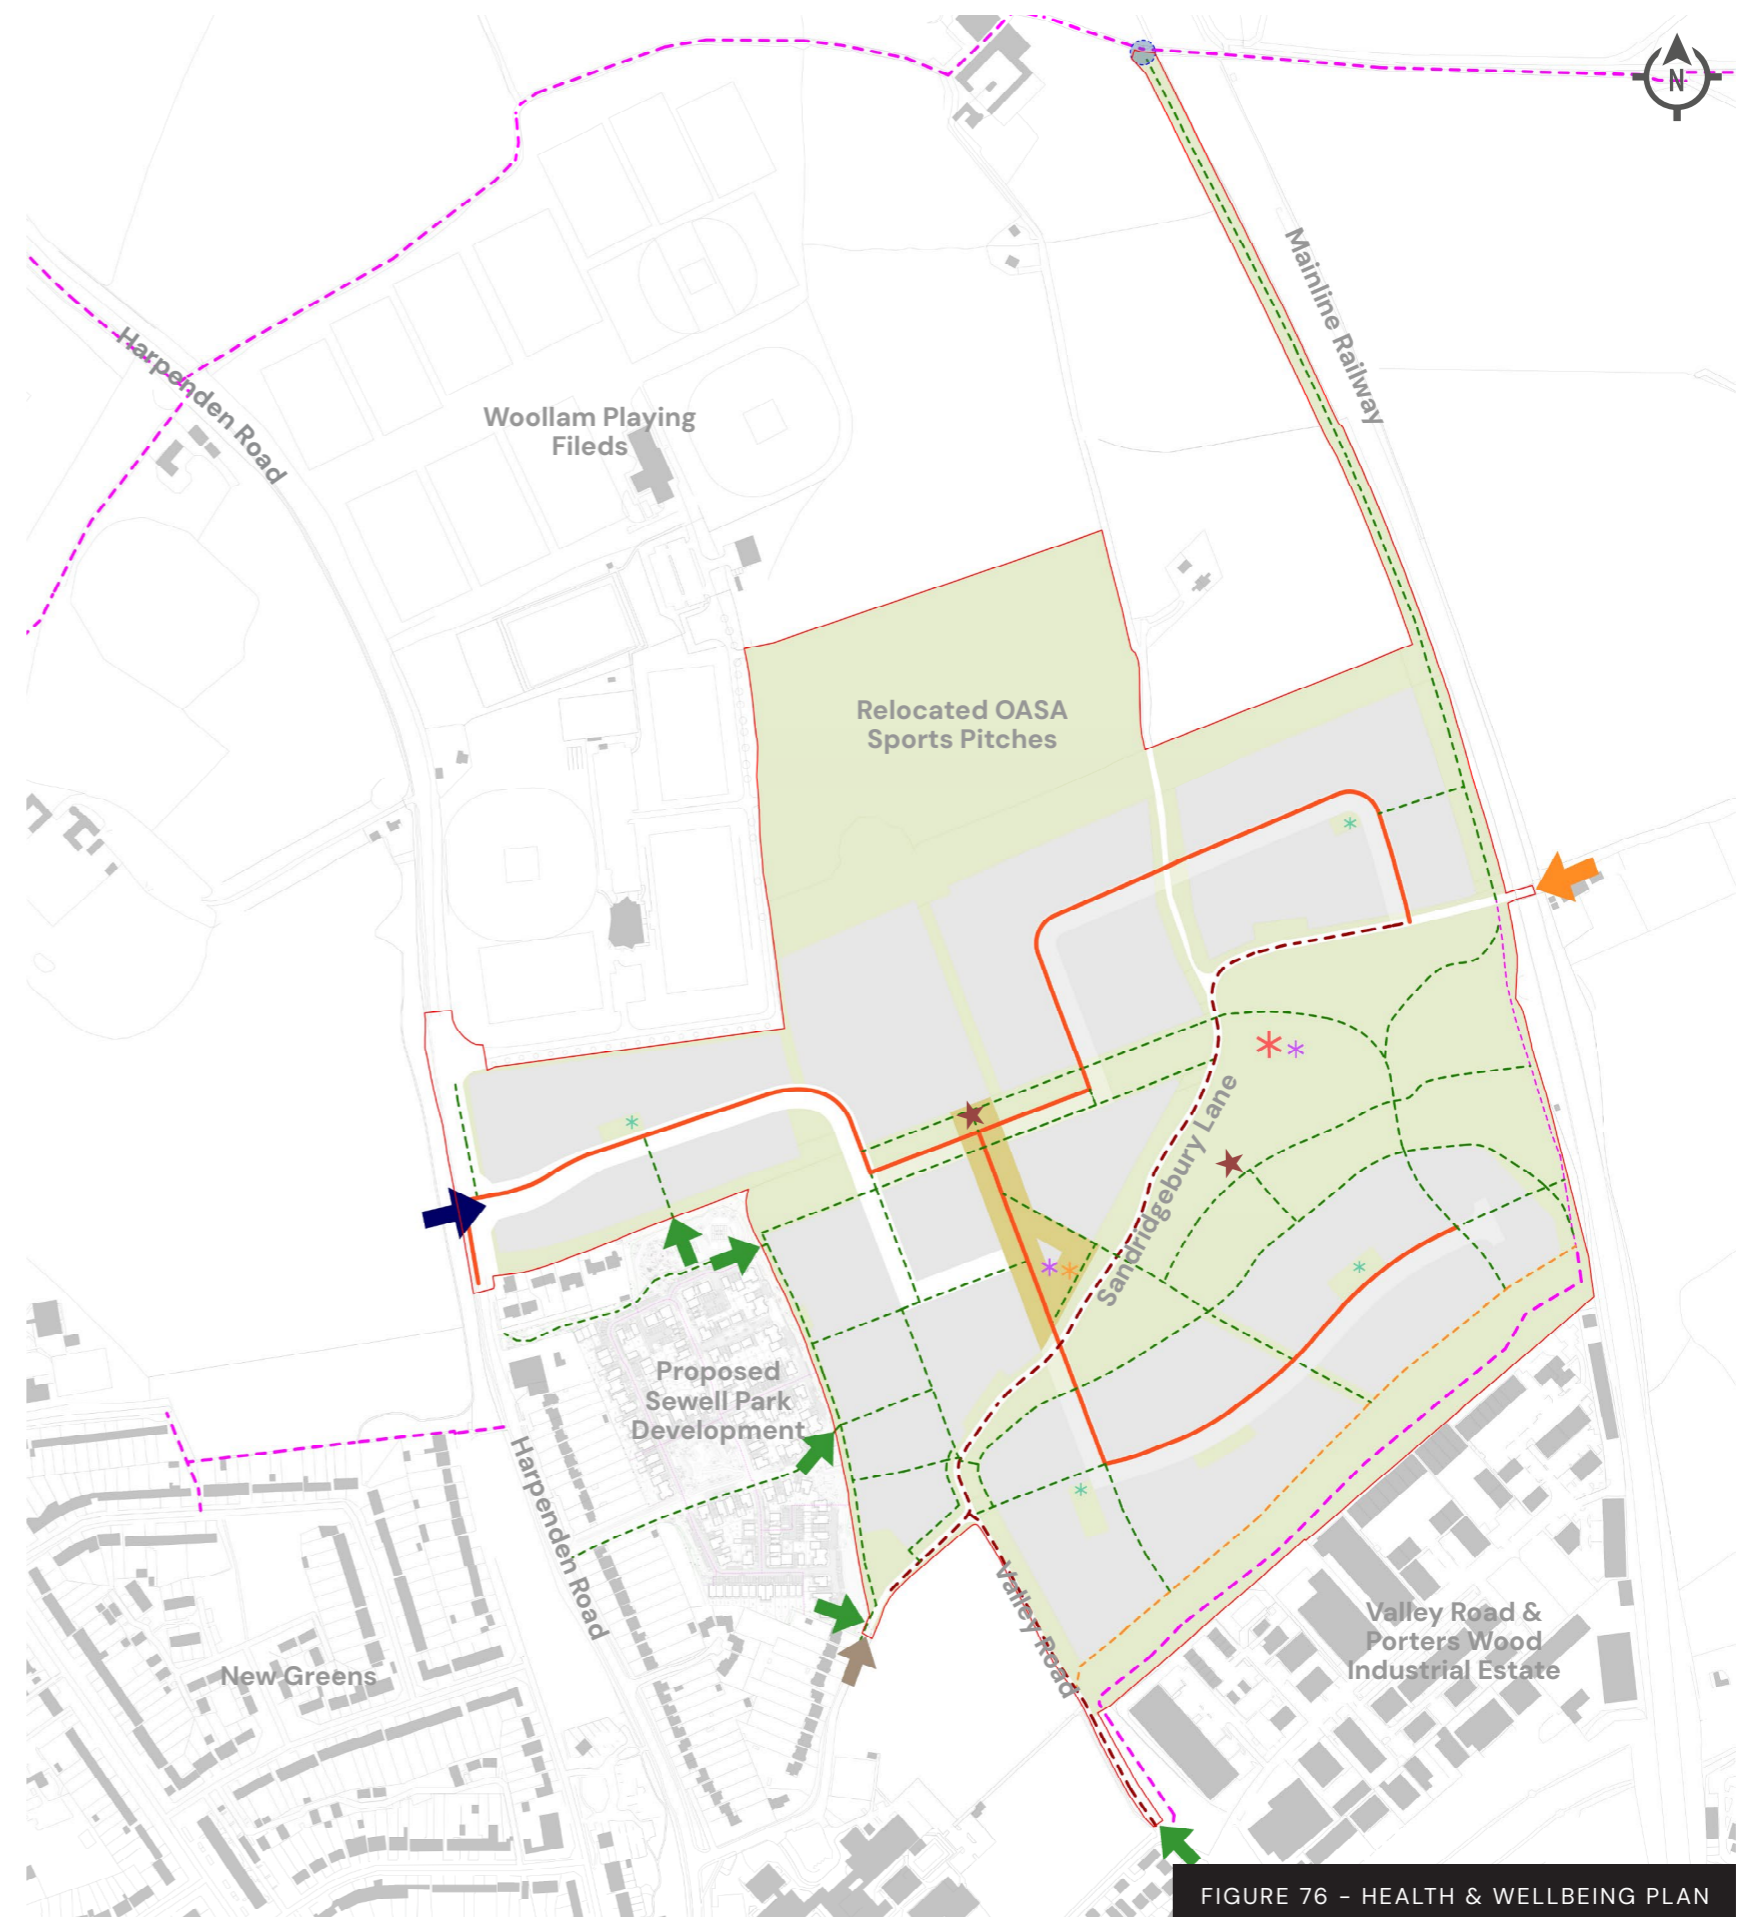 N
Mainline Railway
Harpenden Road
Woollam Playing
Fileds
Relocated OASA
Sports Pitches
Sandridgebury Lane
Proposed
Sewell Park
Development
Harpenden Road
Valley Road
Valley Road &
Porters Wood
Industrial Estate
New Greens
FIGURE 76 - HEALTH & WELLBEING PLAN